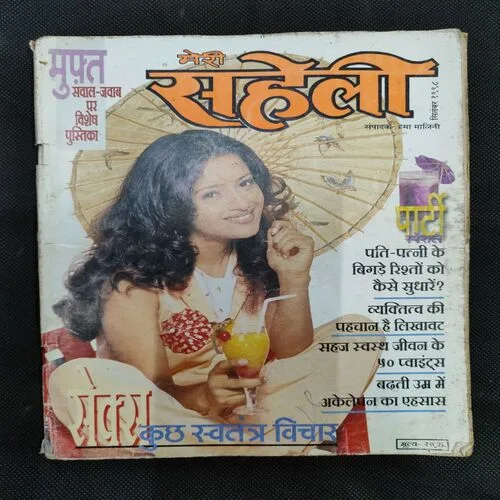 मुफ़्त
सवाल-जवाब
पर
विशेष
पुस्तिका
मेरी
सहेली
सितंबर १९९८
संपादक- हेमा मालिनी
पार्टी
स्पेशल
पति-पत्नी के
बिगड़े रिश्तों को
कैसे सुधारें?
व्यक्तित्व की
पहचान है लिखावट
सहज स्वस्थ जीवन के
५० प्वाइंट्स
बढ़ती उम्र में
अकेलेपन का एहसास
सेक्स
कुछ स्वतंत्र विचार
मूल्य- २०.रु.